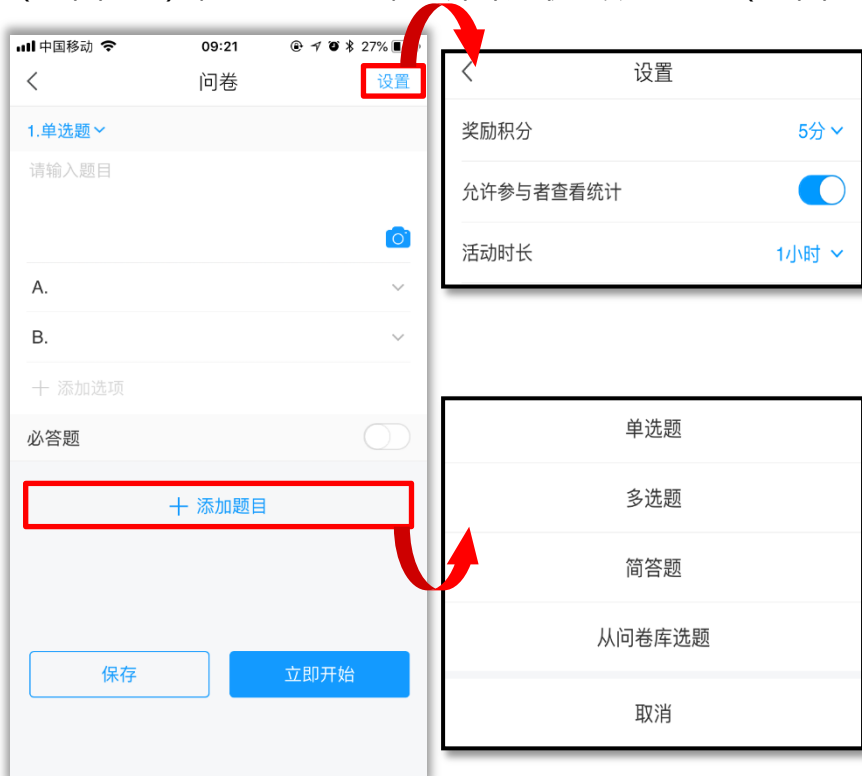 中国移动 09:21 27%
问卷 设置
1.单选题
请输入题目
A.
B.
添加选项
必答题
添加题目
保存 立即开始
设置
奖励积分 5分
允许参与者查看统计
活动时长 1小时
单选题
多选题
简答题
从问卷库选题
取消